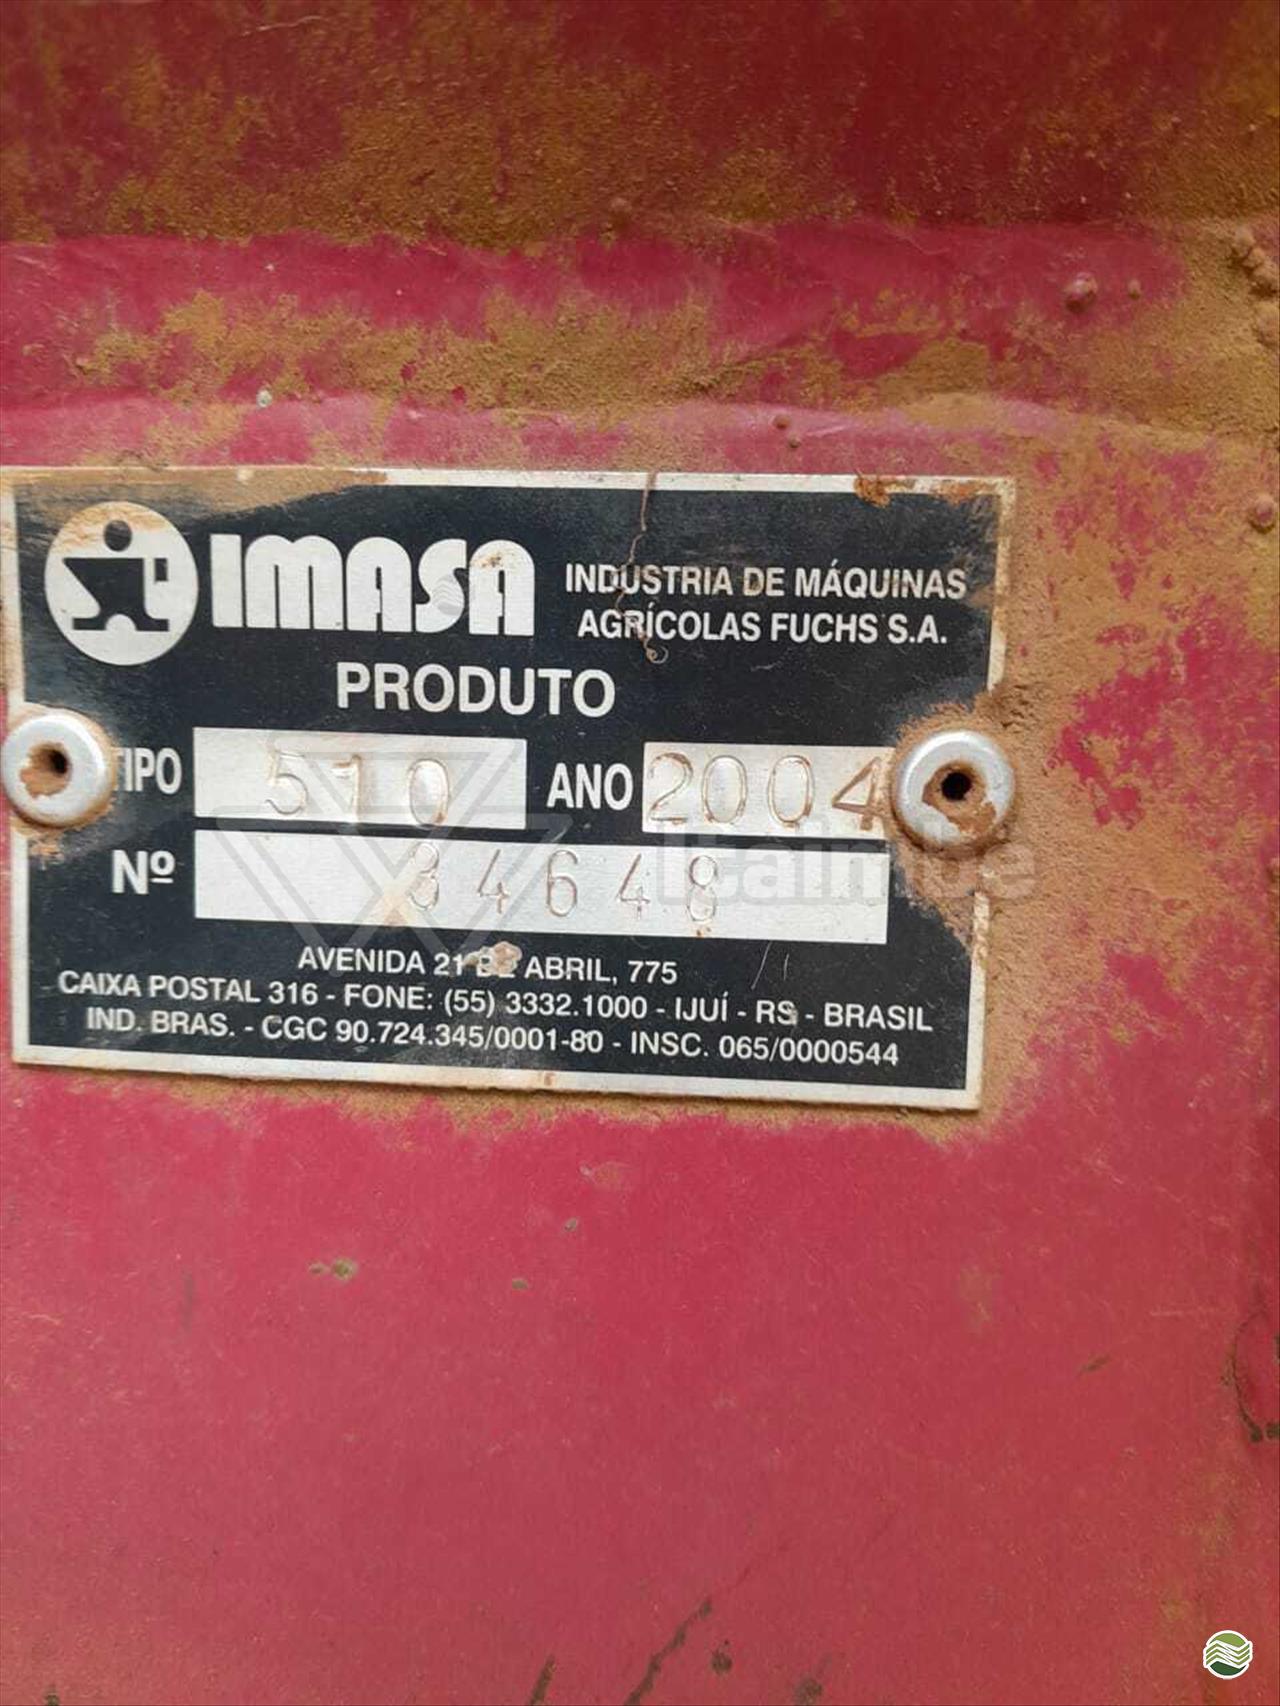 IMASA
INDUSTRIA DE MÁQUINAS
AGRÍCOLAS FUCHS S.A.
PRODUTO
TIPO 510 ANO 2004
Nº 34648
Itaimbé
AVENIDA 21 DE ABRIL, 775
CAIXA POSTAL 316 - FONE: (55) 3332.1000 - IJUÍ - RS - BRASIL
IND. BRAS. - CGC 90.724.345/0001-80 - INSC. 065/0000544